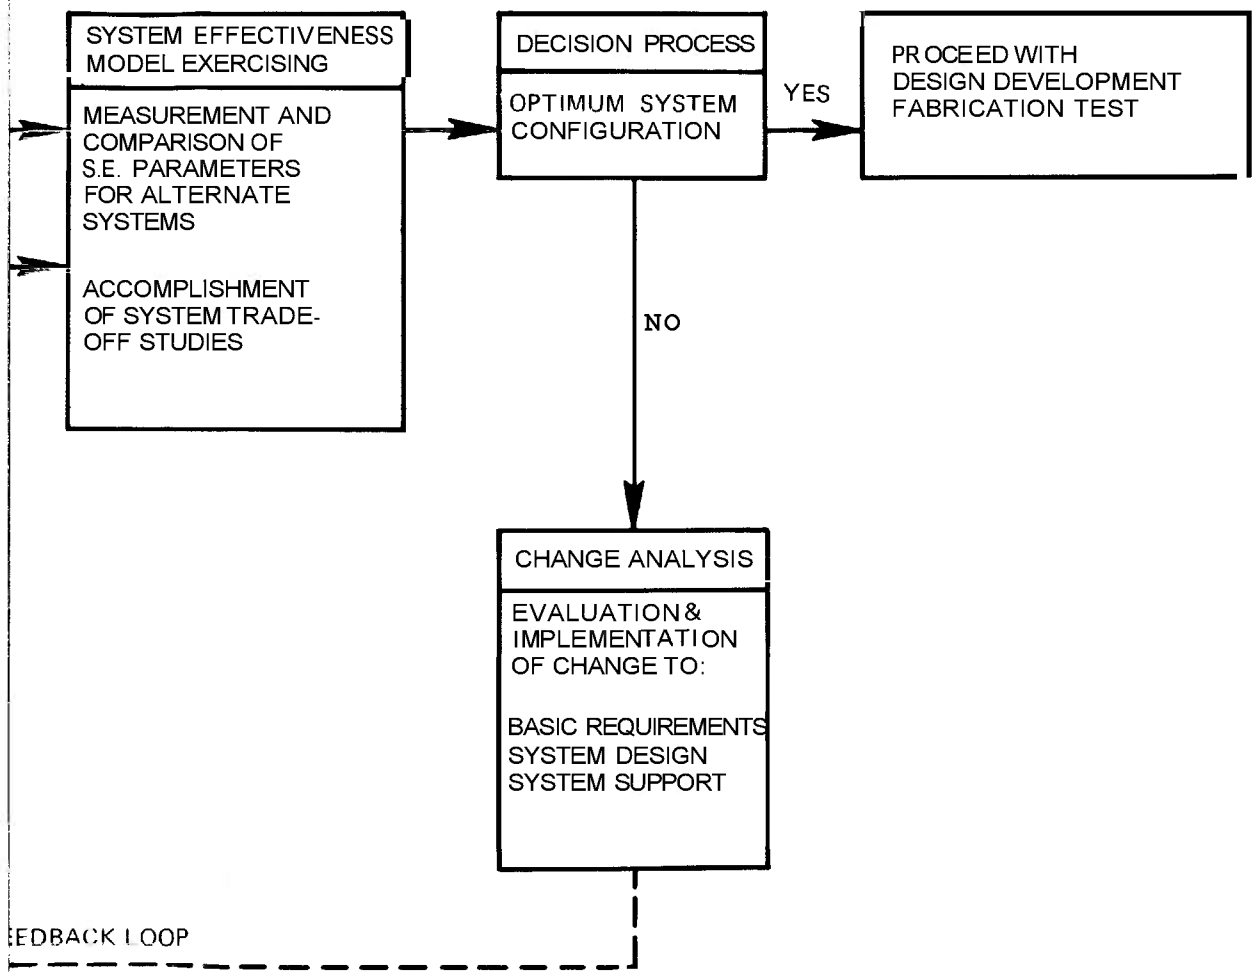 SYSTEM EFFECTIVENESS
MODEL EXERCISING
MEASUREMENT AND
COMPARISON OF
S.E. PARAMETERS
FOR ALTERNATE
SYSTEMS
ACCOMPLISHMENT
OF SYSTEM TRADE-
OFF STUDIES
DECISION PROCESS
OPTIMUM SYSTEM
CONFIGURATION
YES
PROCEED WITH
DESIGN DEVELOPMENT
FABRICATION TEST
NO
CHANGE ANALYSIS
EVALUATION &
IMPLEMENTATION
OF CHANGE TO:
BASIC REQUIREMENTS
SYSTEM DESIGN
SYSTEM SUPPORT
EEDBACK LOOP